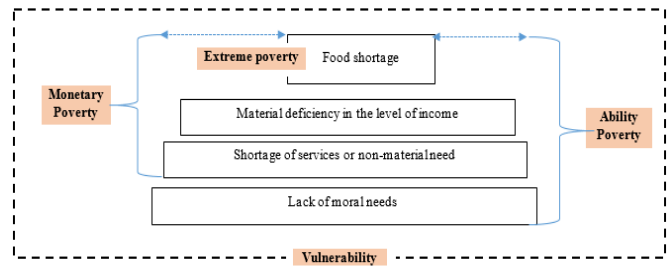 Extreme poverty
Food shortage
Monetary
Poverty
Material deficiency in the level of income
Ability
Poverty
Shortage of services or non-material need
Lack of moral needs
Vulnerability